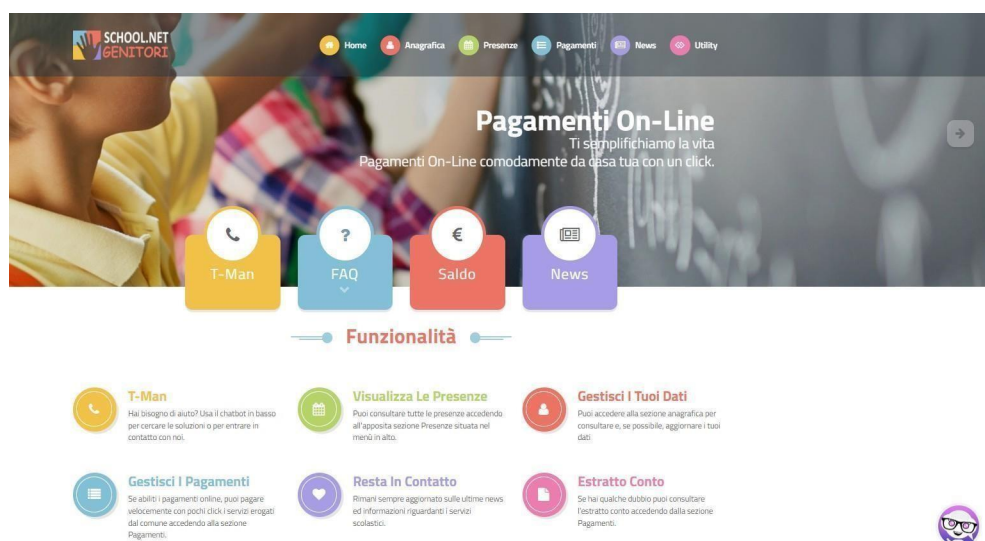 SCHOOL.NET
GENITORI
Home Anagrafica Presenze Pagamenti News Utility
Pagamenti On-Line
Ti semplifichiamo la vita
Pagamenti On-Line comodamente da casa tua con un click.
?
€
T-Man FAQ Saldo News
Funzionalità
T-Man
Hai bisogno di aiuto? Usa il chatbot in basso
per cercare le soluzioni o per entrare in
contatto con noi.
Visualizza Le Presenze
Puoi consultare tutte le presenze accedendo
all'apposita sezione Presenze situata nel
menù in alto.
Gestisci I Tuoi Dati
Puoi accedere alla sezione anagrafica per
consultare e, se possibile, aggiornare i tuoi
dati
Gestisci I Pagamenti
Se abiliti i pagamenti online, puoi pagare
velocemente con pochi click i servizi erogati
dal comune accedendo alla sezione
Pagamenti.
Resta In Contatto
Rimani sempre aggiornato sulle ultime news
ed informazioni riguardanti i servizi
scolastici.
Estratto Conto
Se hai qualche dubbio puoi consultare
l'estratto conto accedendo dalla sezione
Pagamenti.